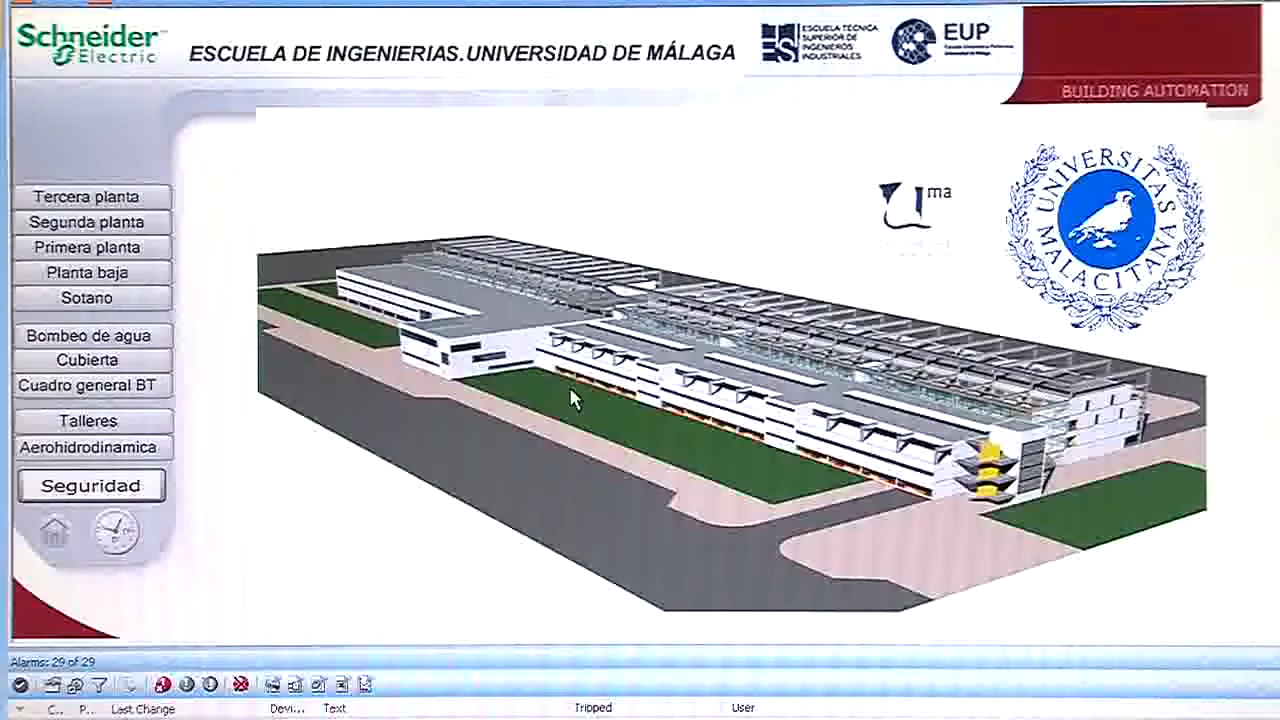 Schneider Electric
ESCUELA DE INGENIERIAS.UNIVERSIDAD DE MÁLAGA
ESCUELA TÉCNICA
SUPERIOR DE
INGENIEROS
INDUSTRIALES
EUP
BUILDING AUTOMATION
uma
UNIVERSITAS MALACITANA
Tercera planta
Segunda planta
Primera planta
Planta baja
Sotano
Bombeo de agua
Cubierta
Cuadro general BT
Talleres
Aerohidrodinamica
Seguridad
Alarms: 29 of 29
C... P... Last Change Devi... Text Tripped User